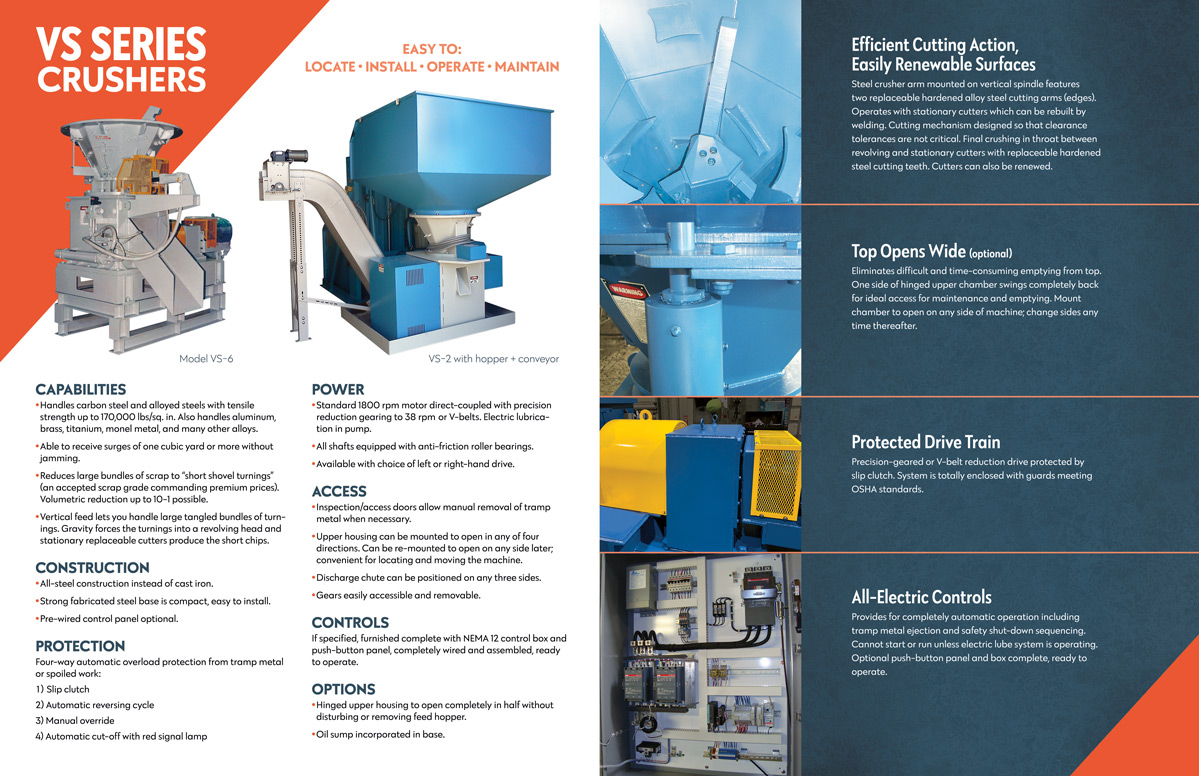 VS SERIES
CRUSHERS
EASY TO:
LOCATE • INSTALL • OPERATE • MAINTAIN
Model VS-6
VS-2 with hopper + conveyor
CAPABILITIES
• Handles carbon steel and alloyed steels with tensile
strength up to 170,000 lbs/sq. in. Also handles aluminum,
brass, titanium, monel metal, and many other alloys.
• Able to receive surges of one cubic yard or more without
jamming.
• Reduces large bundles of scrap to “short shovel turnings”
(an accepted scrap grade commanding premium prices).
Volumetric reduction up to 10-1 possible.
• Vertical feed lets you handle large tangled bundles of turn-
ings. Gravity forces the turnings into a revolving head and
stationary replaceable cutters produce the short chips.
CONSTRUCTION
• All-steel construction instead of cast iron.
• Strong fabricated steel base is compact, easy to install.
• Pre-wired control panel optional.
PROTECTION
Four-way automatic overload protection from tramp metal
or spoiled work:
1) Slip clutch
2) Automatic reversing cycle
3) Manual override
4) Automatic cut-off with red signal lamp
POWER
• Standard 1800 rpm motor direct-coupled with precision
reduction gearing to 38 rpm or V-belts. Electric lubrica-
tion in pump.
• All shafts equipped with anti-friction roller bearings.
• Available with choice of left or right-hand drive.
ACCESS
• Inspection/access doors allow manual removal of tramp
metal when necessary.
• Upper housing can be mounted to open in any of four
directions. Can be re-mounted to open on any side later;
convenient for locating and moving the machine.
• Discharge chute can be positioned on any three sides.
• Gears easily accessible and removable.
CONTROLS
If specified, furnished complete with NEMA 12 control box and
push-button panel, completely wired and assembled, ready
to operate.
OPTIONS
• Hinged upper housing to open completely in half without
disturbing or removing feed hopper.
• Oil sump incorporated in base.
Efficient Cutting Action,
Easily Renewable Surfaces
Steel crusher arm mounted on vertical spindle features
two replaceable hardened alloy steel cutting arms (edges).
Operates with stationary cutters which can be rebuilt by
welding. Cutting mechanism designed so that clearance
tolerances are not critical. Final crushing in throat between
revolving and stationary cutters with replaceable hardened
steel cutting teeth. Cutters can also be renewed.
WARNING
Top Opens Wide (optional)
Eliminates difficult and time-consuming emptying from top.
One side of hinged upper chamber swings completely back
for ideal access for maintenance and emptying. Mount
chamber to open on any side of machine; change sides any
time thereafter.
Protected Drive Train
Precision-geared or V-belt reduction drive protected by
slip clutch. System is totally enclosed with guards meeting
OSHA standards.
All-Electric Controls
Provides for completely automatic operation including
tramp metal ejection and safety shut-down sequencing.
Cannot start or run unless electric lube system is operating.
Optional push-button panel and box complete, ready to
operate.